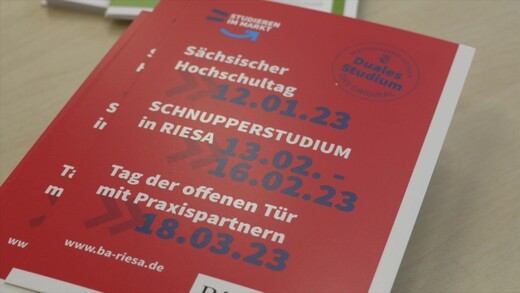 STUDIEREN
IM MARKT
Duales
Studium
Sächsischer
Hochschultag
12.01.23
SCHNUPPERSTUDIUM
in RIESA
13.02. -
16.02.23
Tag der offenen Tür
mit Praxispartnern
18.03.23
www.ba-riesa.de